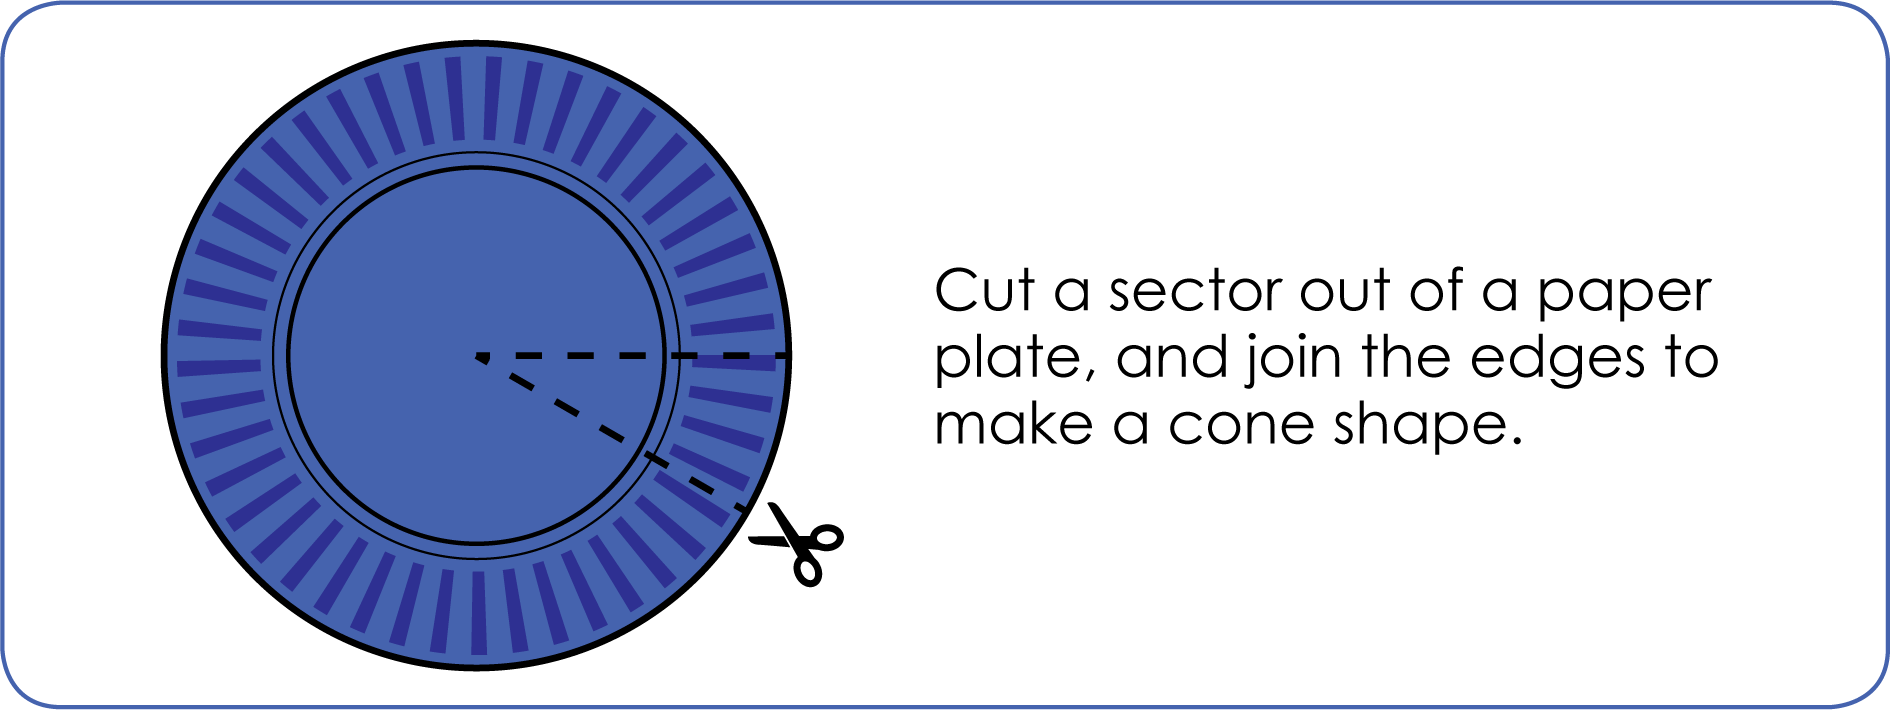 Cut a sector out of a paper
plate, and join the edges to
make a cone shape.